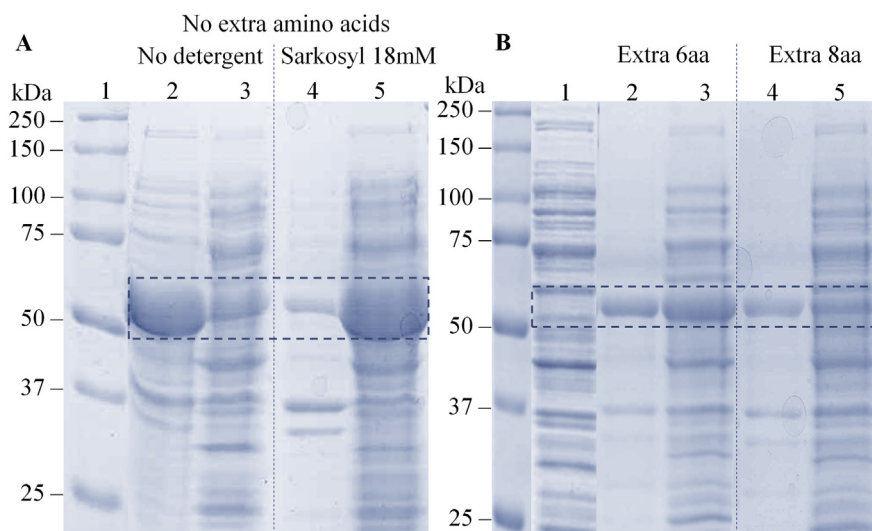 No extra amino acids
A
No detergent Sarkosyl 18mM
kDa 1 2 3 4 5
250
150
100
75
50
37
25
B
Extra 6aa Extra 8aa
kDa 1 2 3 4 5
250
150
100
75
50
37
25